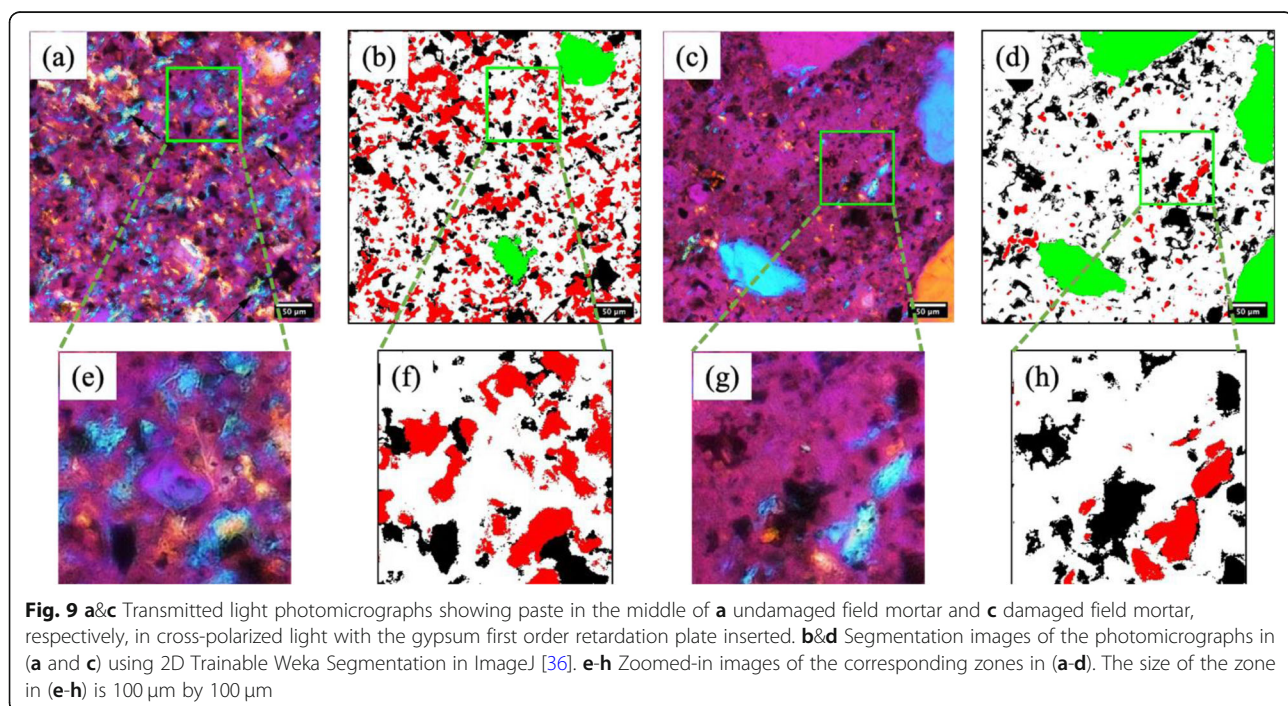 (a) (b) (c) (d)
50 µm 50 µm 50 µm 50 µm
(e) (f) (g) (h)
Fig. 9 a&c Transmitted light photomicrographs showing paste in the middle of a undamaged field mortar and c damaged field mortar,
respectively, in cross-polarized light with the gypsum first order retardation plate inserted. b&d Segmentation images of the photomicrographs in
(a and c) using 2D Trainable Weka Segmentation in ImageJ [36]. e-h Zoomed-in images of the corresponding zones in (a-d). The size of the zone
in (e-h) is 100 µm by 100 µm